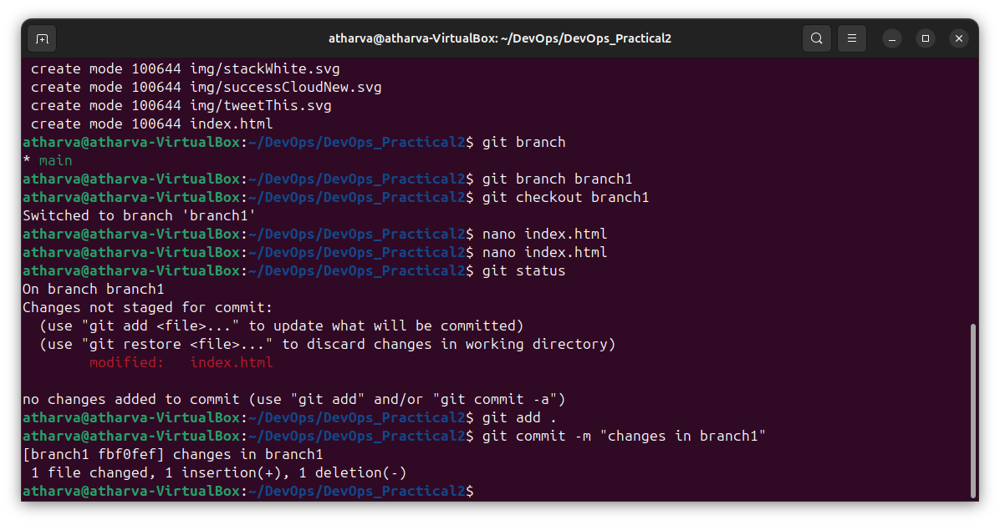 atharva@atharva-VirtualBox: ~/DevOps/DevOps_Practical2
 create mode 100644 img/stackWhite.svg
 create mode 100644 img/successCloudNew.svg
 create mode 100644 img/tweetThis.svg
 create mode 100644 index.html
atharva@atharva-VirtualBox:~/DevOps/DevOps_Practical2$ git branch
* main
atharva@atharva-VirtualBox:~/DevOps/DevOps_Practical2$ git branch branch1
atharva@atharva-VirtualBox:~/DevOps/DevOps_Practical2$ git checkout branch1
Switched to branch 'branch1'
atharva@atharva-VirtualBox:~/DevOps/DevOps_Practical2$ nano index.html
atharva@atharva-VirtualBox:~/DevOps/DevOps_Practical2$ nano index.html
atharva@atharva-VirtualBox:~/DevOps/DevOps_Practical2$ git status
On branch branch1
Changes not staged for commit:
  (use "git add <file>..." to update what will be committed)
  (use "git restore <file>..." to discard changes in working directory)
        modified:   index.html

no changes added to commit (use "git add" and/or "git commit -a")
atharva@atharva-VirtualBox:~/DevOps/DevOps_Practical2$ git add .
atharva@atharva-VirtualBox:~/DevOps/DevOps_Practical2$ git commit -m "changes in branch1"
[branch1 fbf0fef] changes in branch1
 1 file changed, 1 insertion(+), 1 deletion(-)
atharva@atharva-VirtualBox:~/DevOps/DevOps_Practical2$